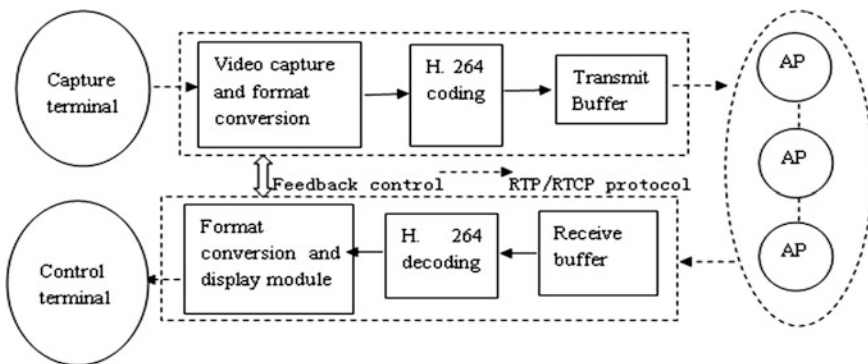 Capture
terminal
Video capture
and format
conversion
H. 264
coding
Transmit
Buffer
AP
AP
AP
Feedback control
RTP/RTCP protocol
Control
terminal
Format
conversion and
display module
H. 264
decoding
Receive
buffer